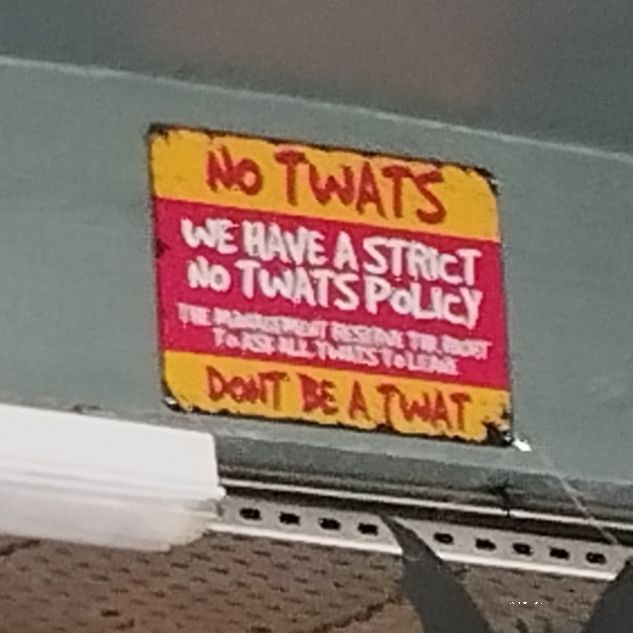 NO TWATS
WE HAVE A STRICT
NO TWATS POLICY
THE MANAGEMENT RESERVE THE RIGHT
TO ASK ALL TWATS TO LEAVE
DONT BE A TWAT